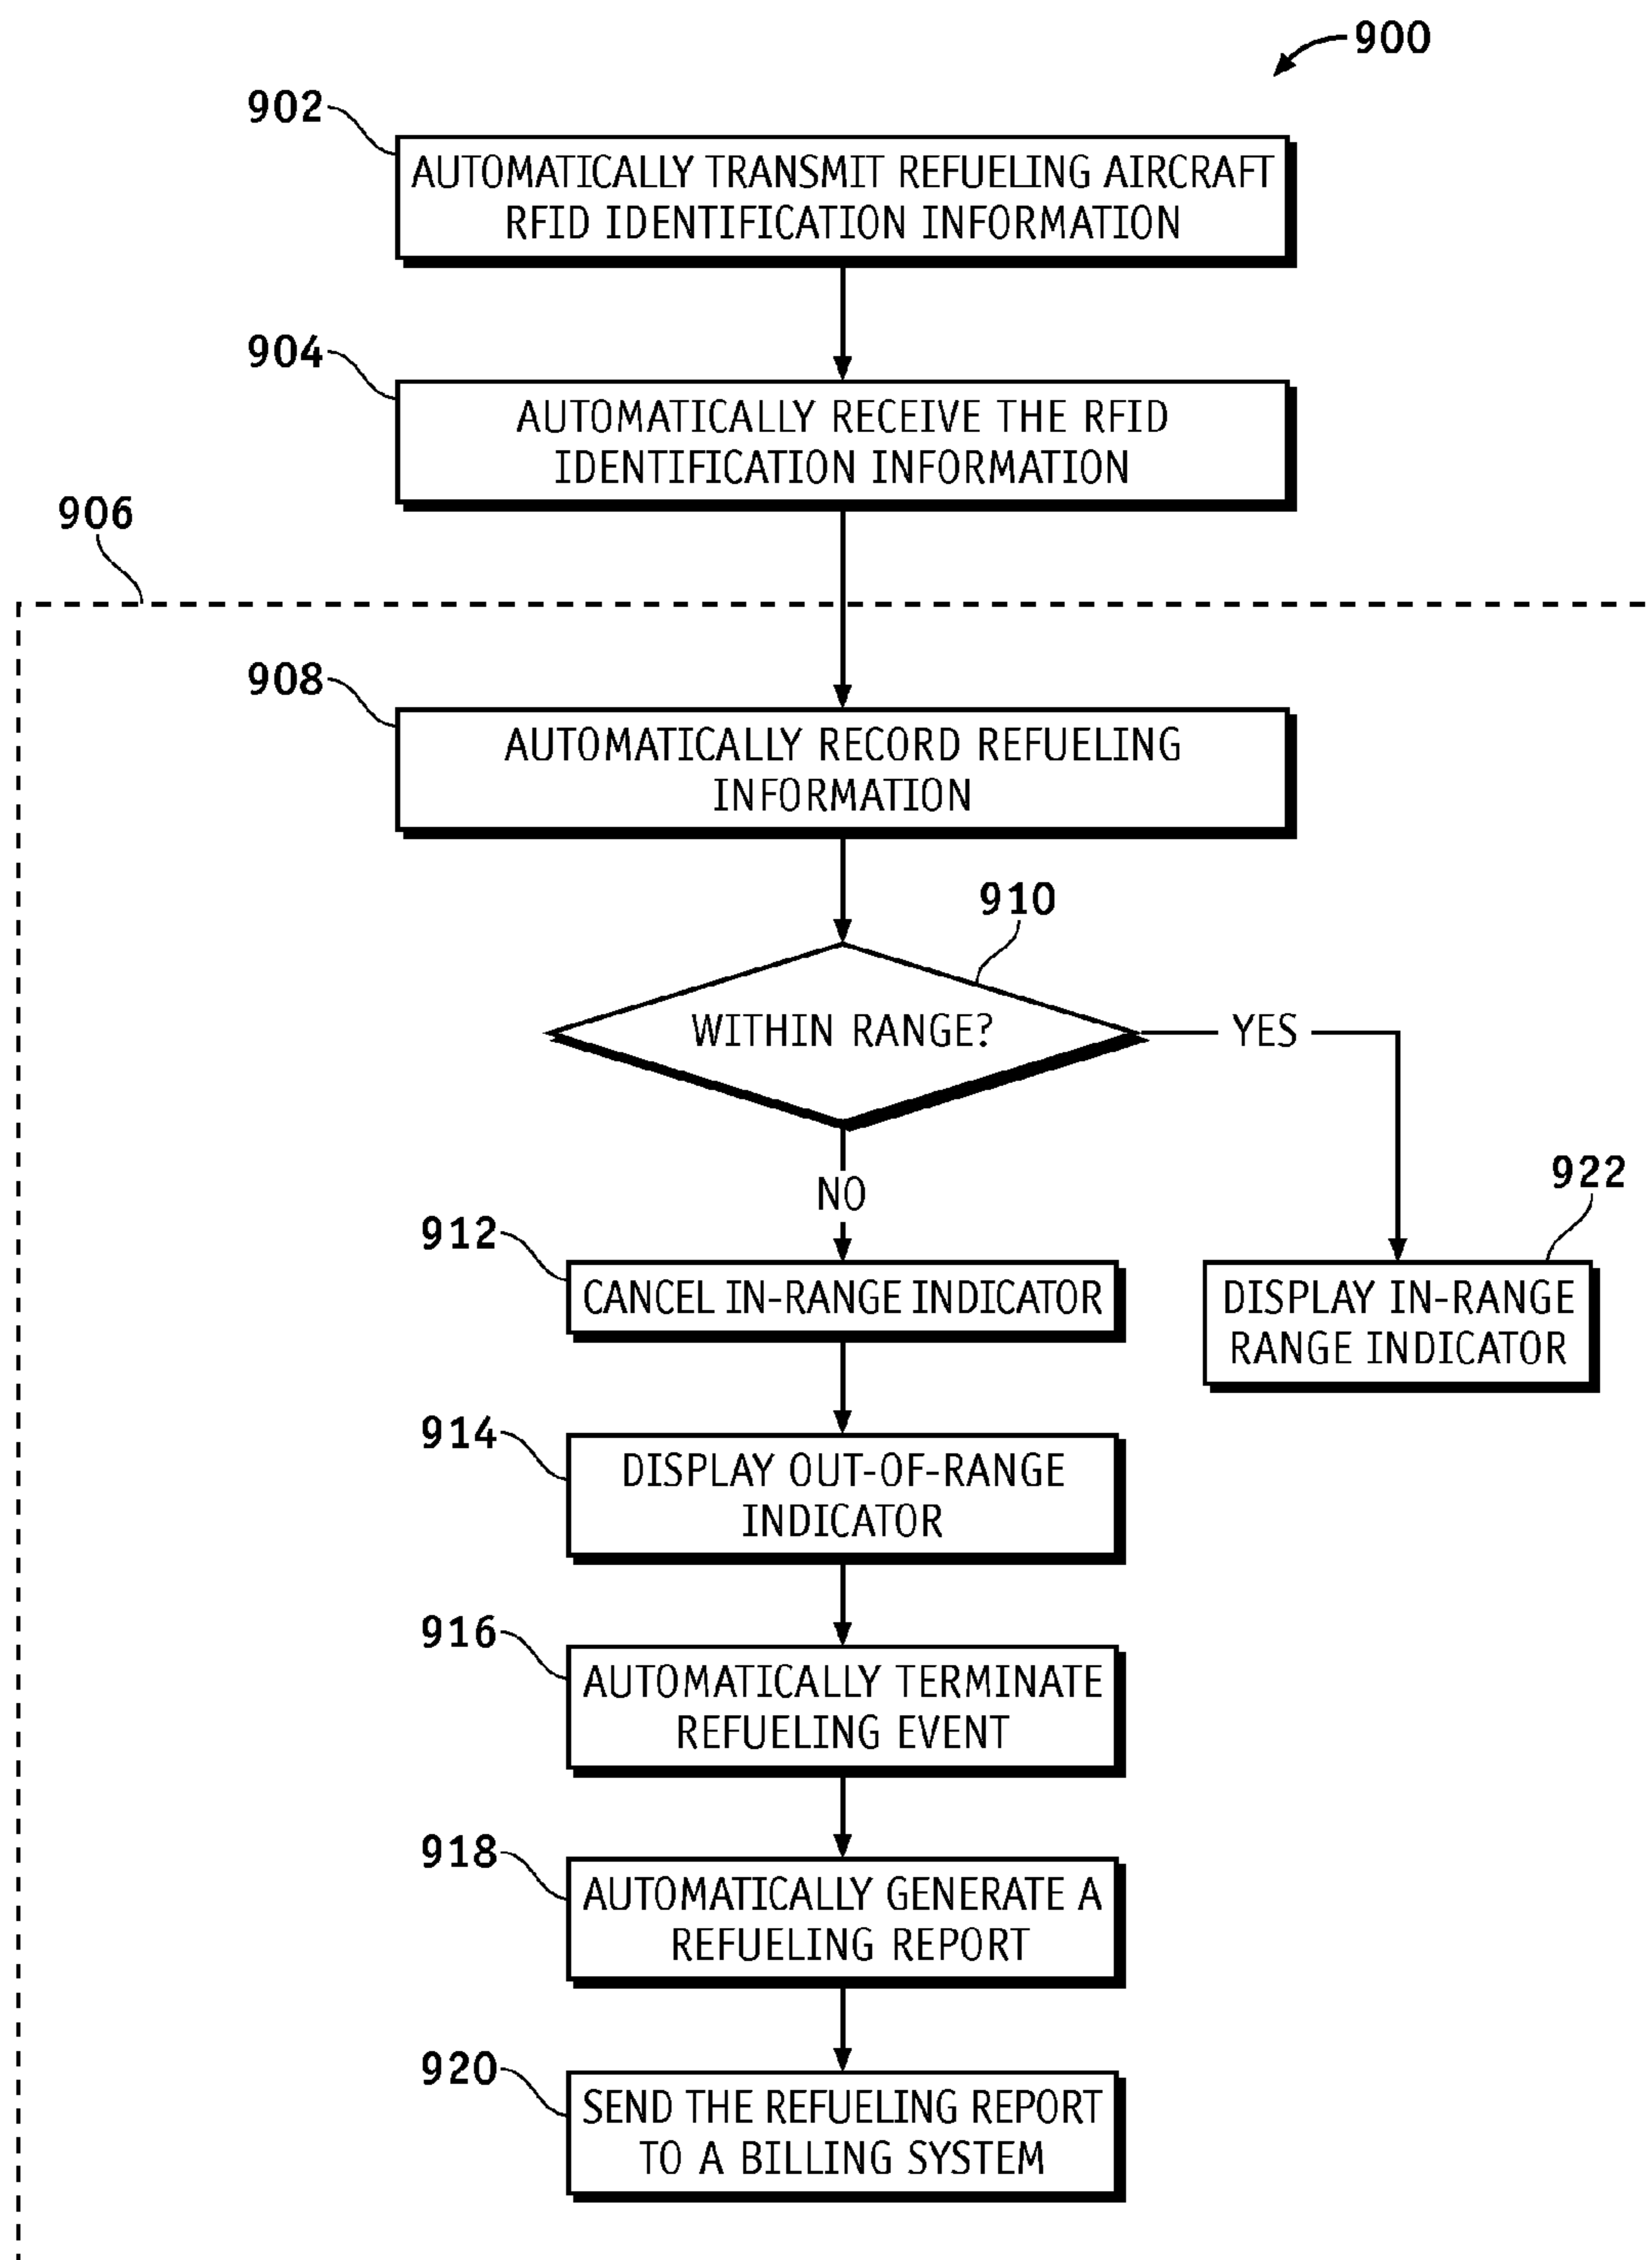 900
902
AUTOMATICALLY TRANSMIT REFUELING AIRCRAFT
RFID IDENTIFICATION INFORMATION
904
AUTOMATICALLY RECEIVE THE RFID
IDENTIFICATION INFORMATION
906
908
AUTOMATICALLY RECORD REFUELING
INFORMATION
910
WITHIN RANGE?
YES
NO
922
912
CANCEL IN-RANGE INDICATOR
DISPLAY IN-RANGE
RANGE INDICATOR
914
DISPLAY OUT-OF-RANGE
INDICATOR
916
AUTOMATICALLY TERMINATE
REFUELING EVENT
918
AUTOMATICALLY GENERATE A
REFUELING REPORT
920
SEND THE REFUELING REPORT
TO A BILLING SYSTEM